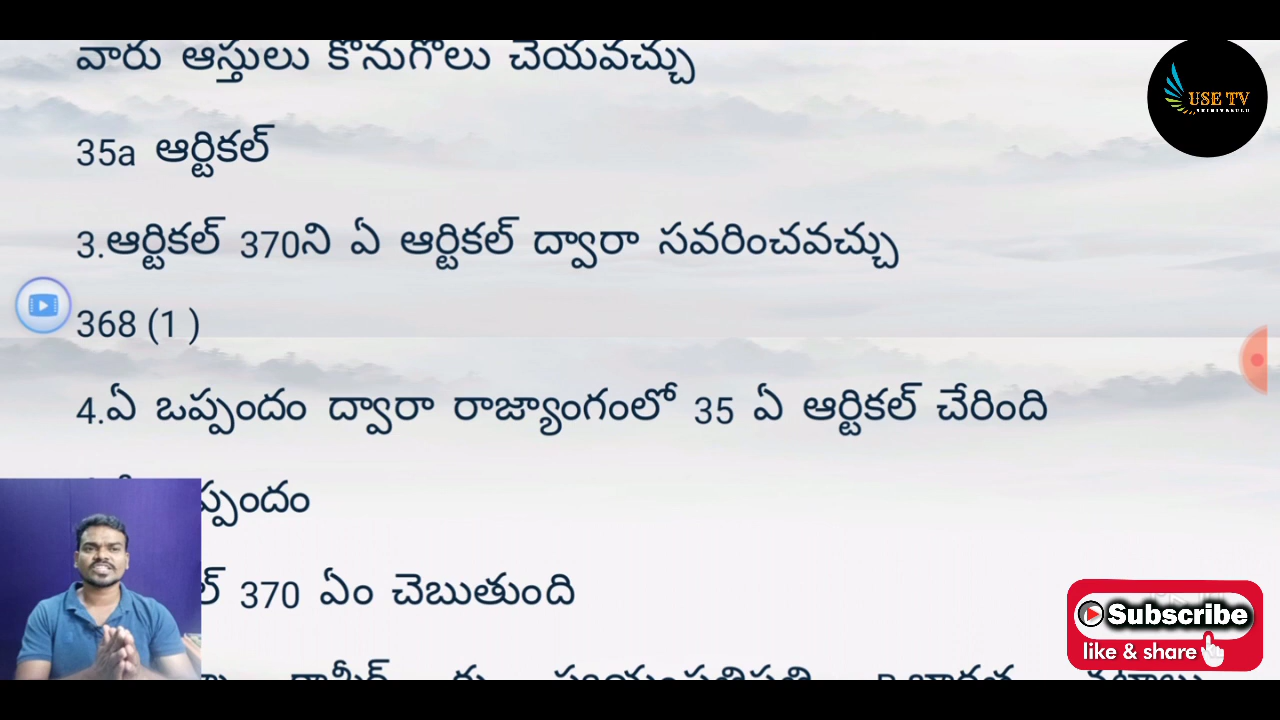 వారు ఆస్తులు కొనుగోలు చేయవచ్చు
USE TV
35a ఆర్టికల్
3.ఆర్టికల్ 370ని ఏ ఆర్టికల్ ద్వారా సవరించవచ్చు
368 (1 )
4.ఏ ఒప్పందం ద్వారా రాజ్యాంగంలో 35 ఏ ఆర్టికల్ చేరింది
370 ఏం చెబుతుంది
Subscribe
like & share